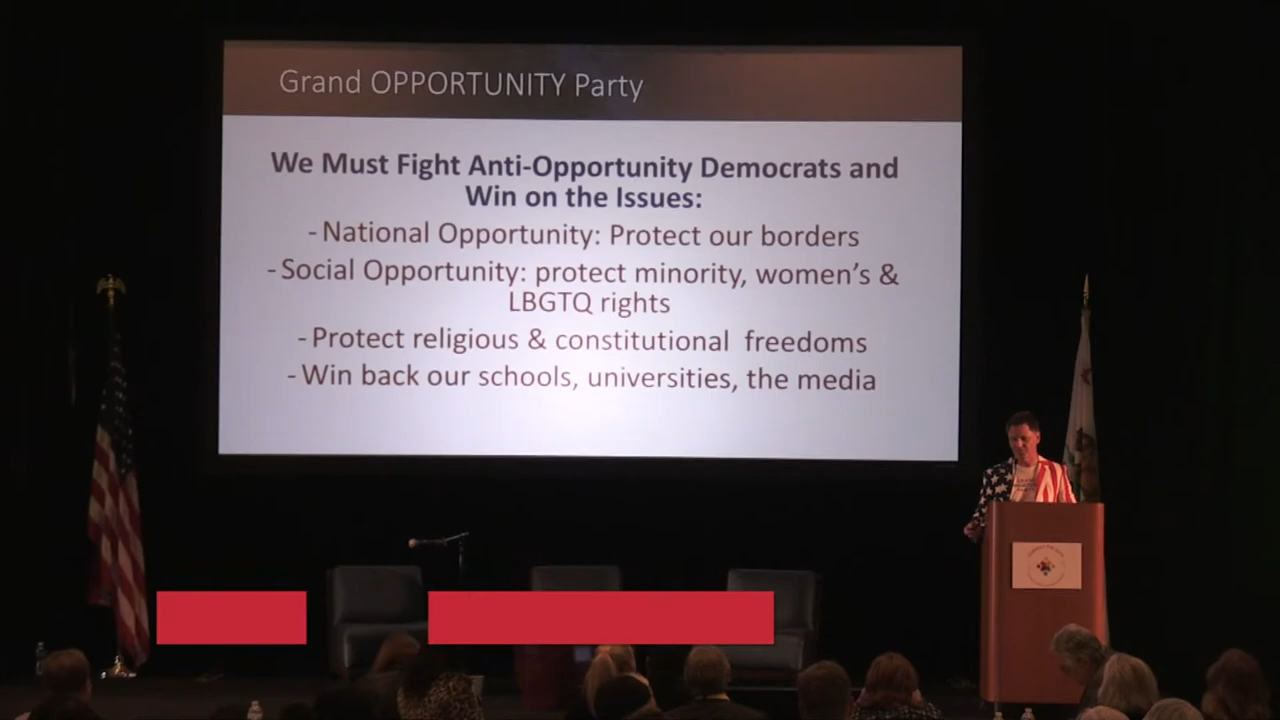 Grand OPPORTUNITY Party
We Must Fight Anti-Opportunity Democrats and
Win on the Issues:
- National Opportunity: Protect our borders
- Social Opportunity: protect minority, women's &
LBGTQ rights
- Protect religious & constitutional freedoms
- Win back our schools, universities, the media